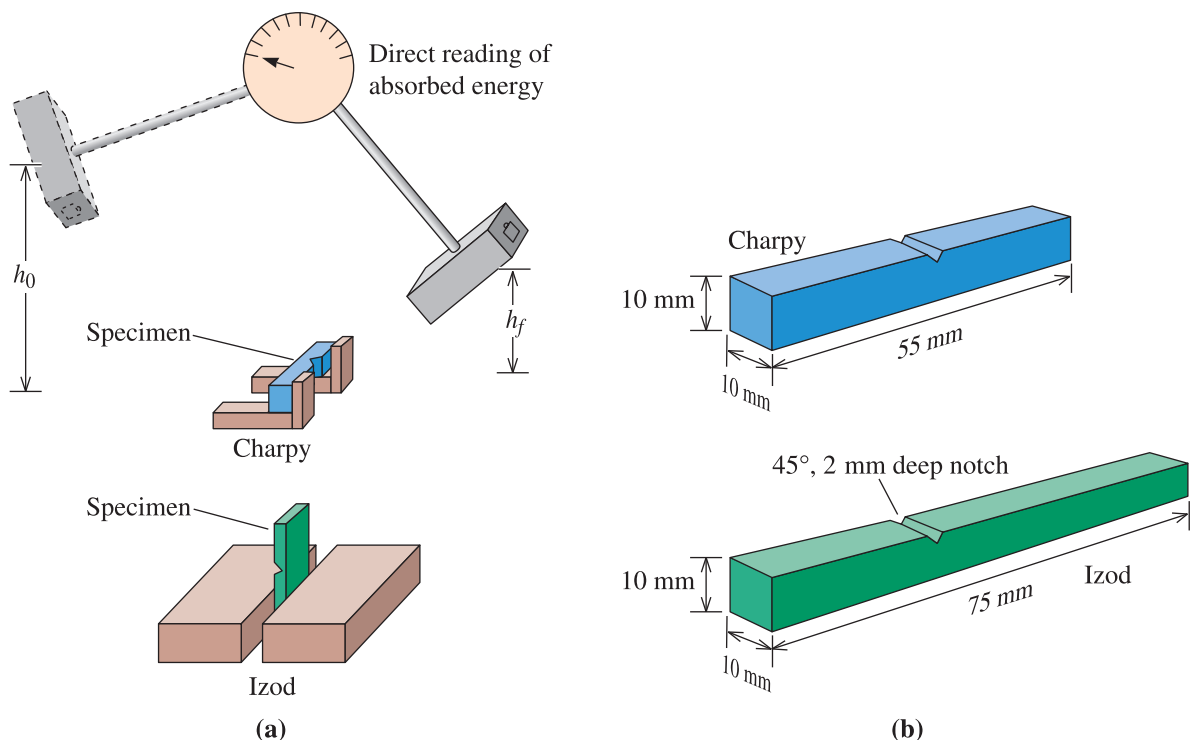 Direct reading of
absorbed energy
h0
hf
Specimen
Charpy
Specimen
Izod
(a)
Charpy
10 mm
55 mm
10 mm
45°, 2 mm deep notch
10 mm
Izod
75 mm
10 mm
(b)